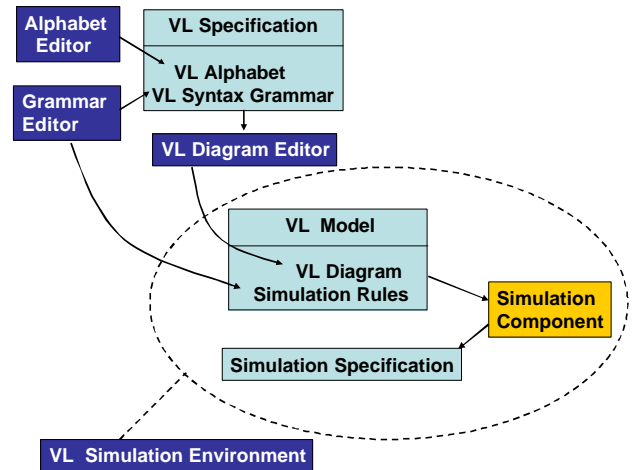 Alphabet
Editor
VL Specification
VL Alphabet
VL Syntax Grammar
Grammar
Editor
VL Diagram Editor
VL Model
VL Diagram
Simulation Rules
Simulation
Component
Simulation Specification
VL Simulation Environment